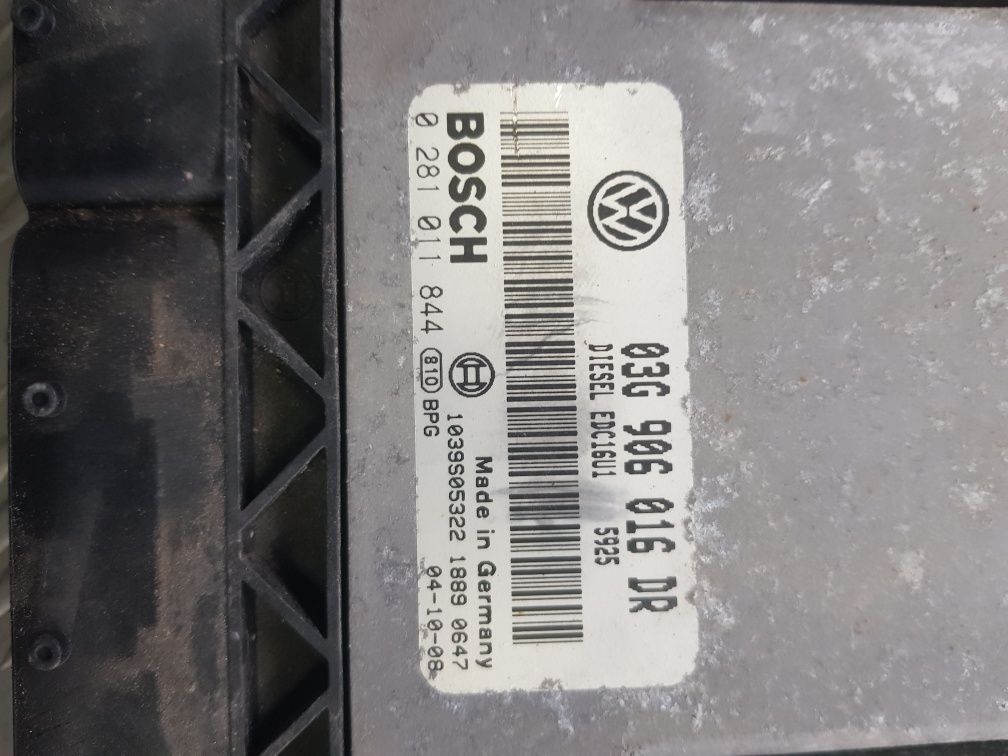 03G 906 016 DR
DIESEL EDC16U1 5925
BOSCH
Made in Germany
1039S05322 1889 0647
0 281 011 844 810 BPG 04-10-08